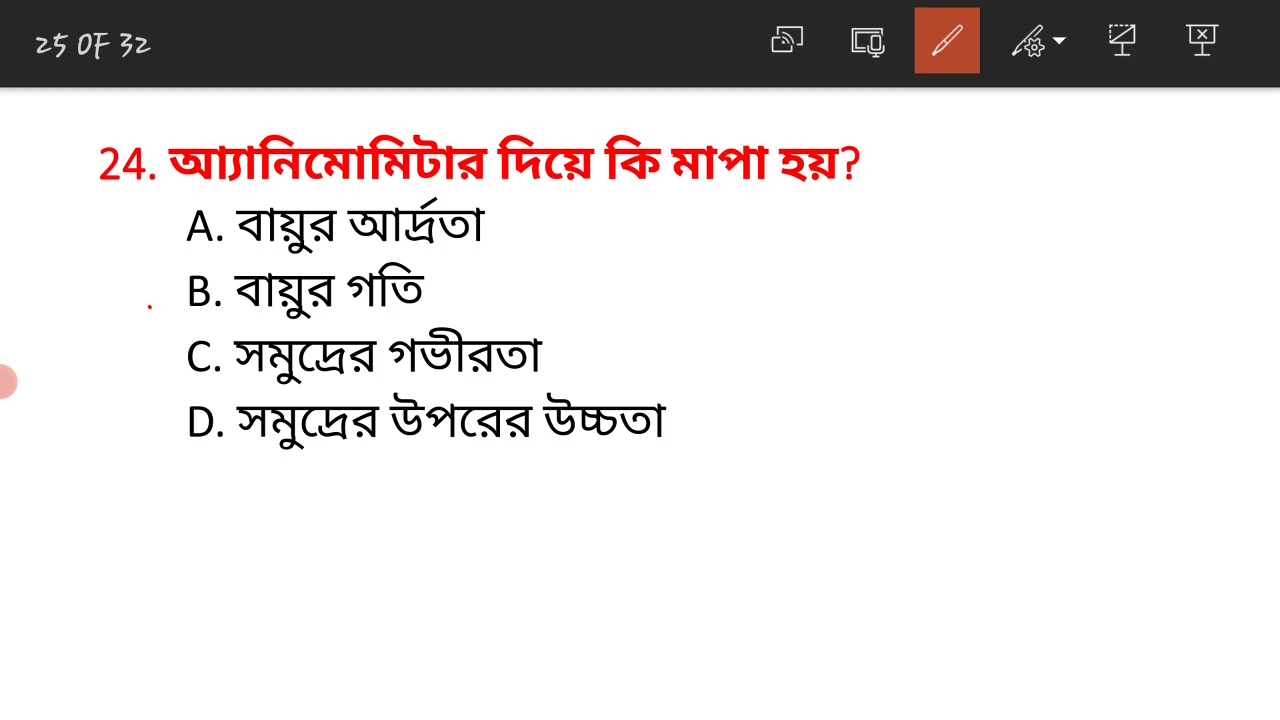 25 OF 32
24. আ্যানিমোমিটার দিয়ে কি মাপা হয়?
A. বায়ুর আর্দ্রতা
B. বায়ুর গতি
C. সমুদ্রের গভীরতা
D. সমুদ্রের উপরের উচ্চতা